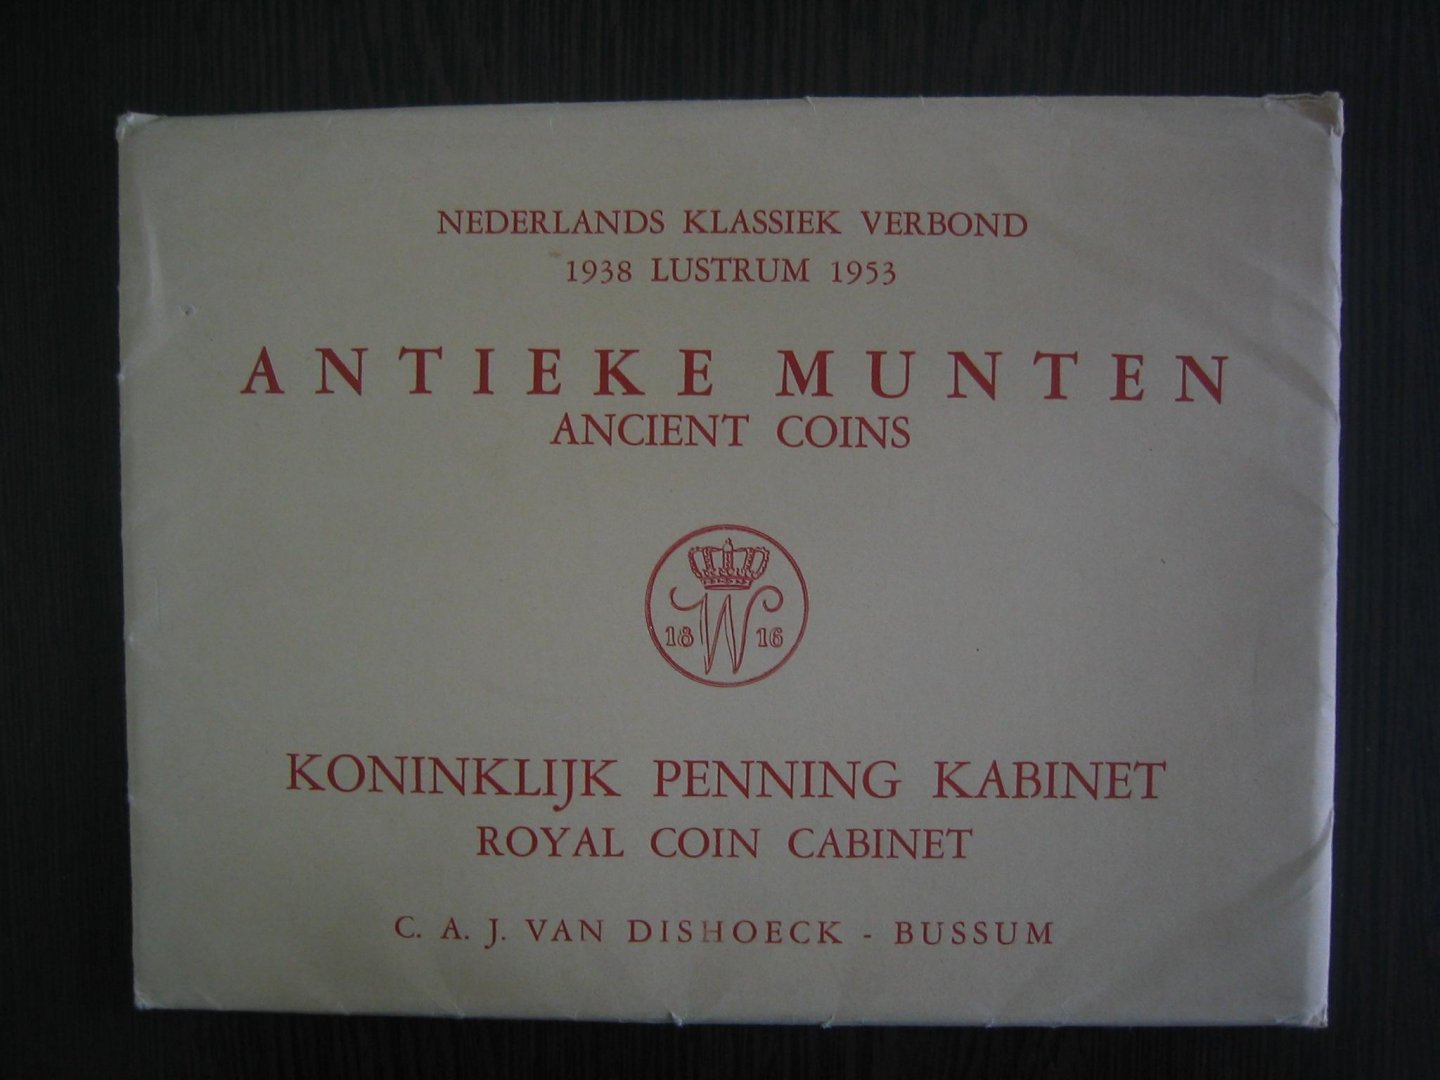 NEDERLANDS KLASSIEK VERBOND
1938 LUSTRUM 1953
ANTIEKE MUNTEN
ANCIENT COINS
W
18 16
KONINKLIJK PENNING KABINET
ROYAL COIN CABINET
C. A. J. VAN DISHOECK - BUSSUM